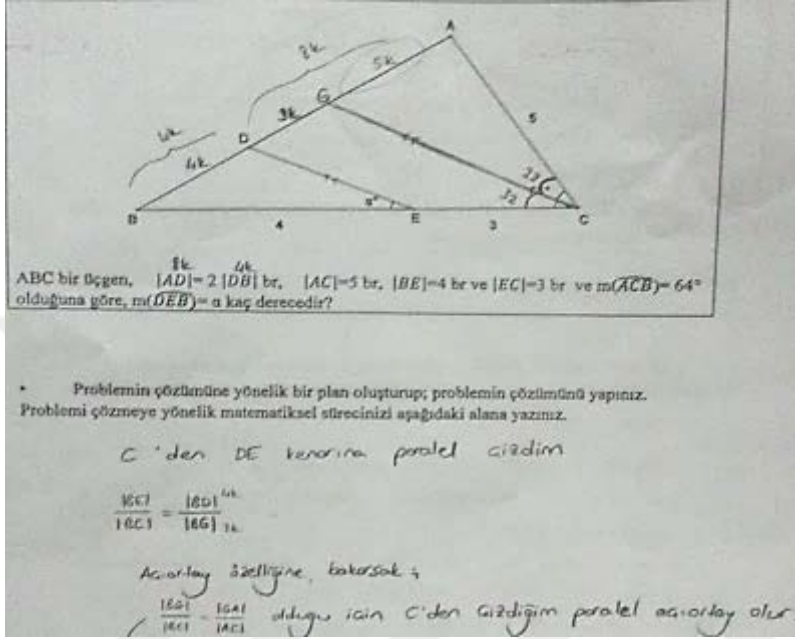 A
8k
5k
G
3k
5
D
4k
4k
32
32
α°
B
4
E
3
C
8k 4k
ABC bir üçgen, |AD|=2 |DB| br, |AC|=5 br, |BE|=4 br ve |EC|=3 br ve m(ACB)= 64°
olduğuna göre, m(DEB)= α kaç derecedir?
• Problemin çözümüne yönelik bir plan oluşturup; problemin çözümünü yapınız.
Problemi çözmeye yönelik matematiksel sürecinizi aşağıdaki alana yazınız.
C'den DE kenarına paralel çizdim
|BE| / |BC| = |BD| 4k / |BG| 7k
Açıortay özelliğine bakarsak;
|BG| / |BC| = |GA| / |AC| olduğu için C'den çizdiğim paralel açıortay olur